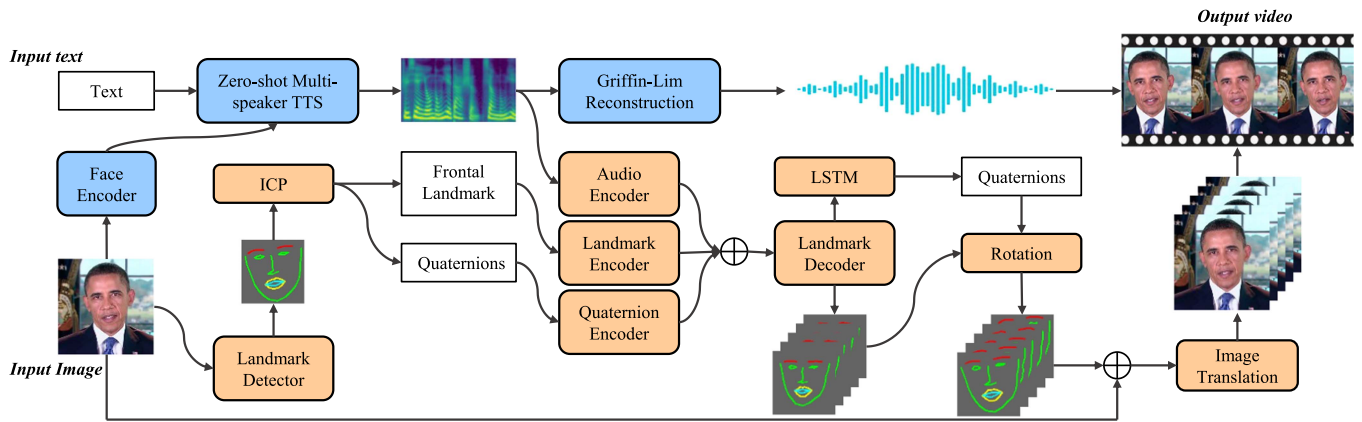 Output video
Input text
Text
Zero-shot Multi-
speaker TTS
Griffin-Lim
Reconstruction
Face
Encoder
ICP
Frontal
Landmark
Audio
Encoder
LSTM
Quaternions
Quaternions
Landmark
Encoder
Landmark
Decoder
Rotation
Quaternion
Encoder
Input Image
Landmark
Detector
Image
Translation